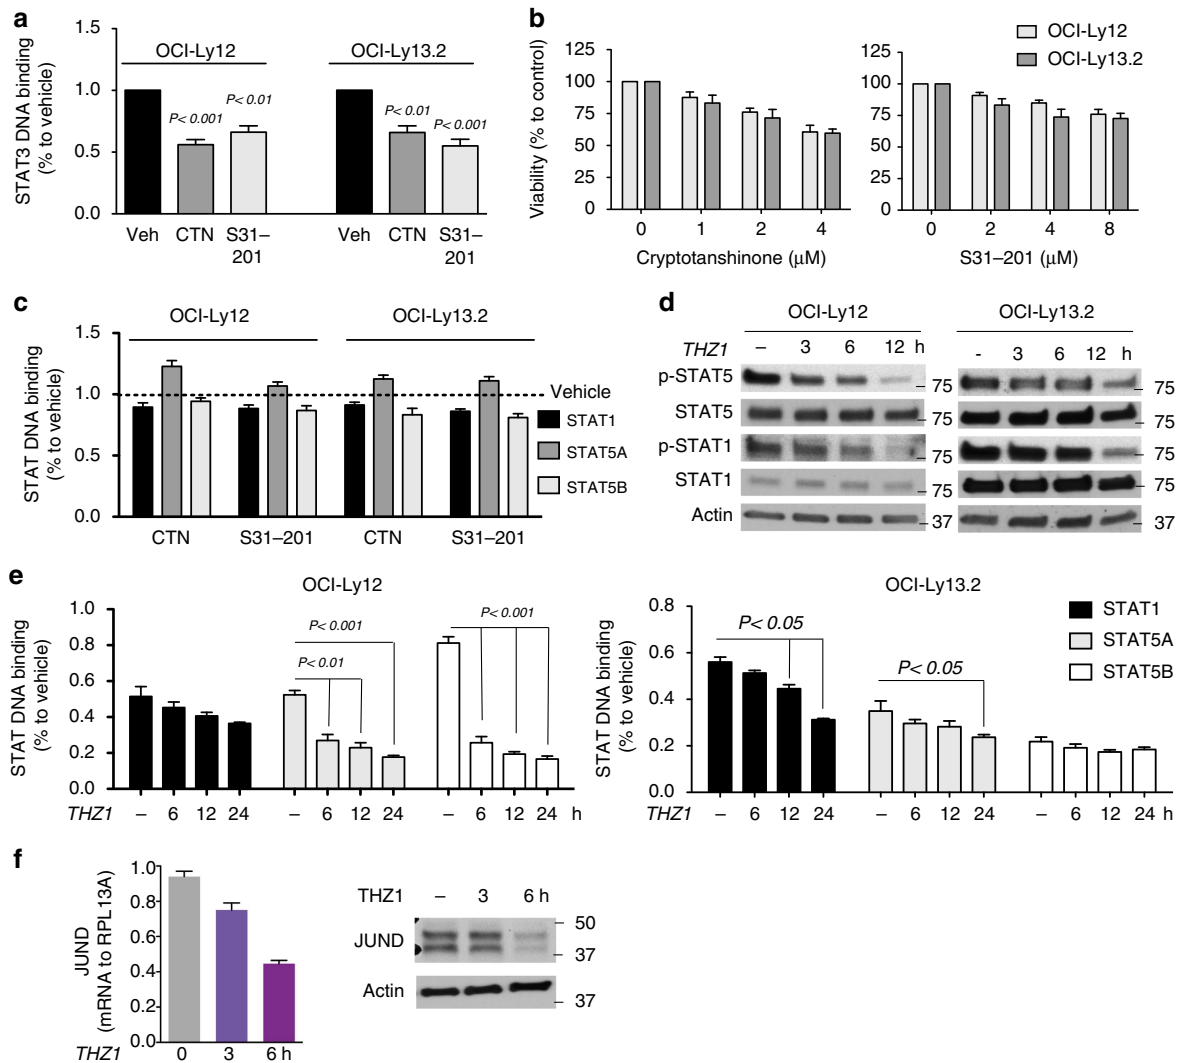 a
STAT3 DNA binding
(% to vehicle)
1.5
1.0
0.5
0.0
OCI-Ly12
OCI-Ly13.2
P< 0.001
P< 0.01
P< 0.01
P< 0.001
Veh CTN S31–
201
Veh CTN S31–
201
b
Viability (% to control)
125
100
75
50
25
0
0 1 2 4
Cryptotanshinone (μM)
125
100
75
50
25
0
0 2 4 8
S31–201 (μM)
OCI-Ly12
OCI-Ly13.2
c
STAT DNA binding
(% to vehicle)
1.5
1.0
0.5
0.0
OCI-Ly12
OCI-Ly13.2
Vehicle
STAT1
STAT5A
STAT5B
CTN S31–201 CTN S31–201
d
OCI-Ly12
OCI-Ly13.2
THZ1 – 3 6 12 h
- 3 6 12 h
p-STAT5 75 75
STAT5
p-STAT1 75 75
STAT1 75 75
Actin 37 37
e
OCI-Ly12
STAT DNA binding
(% to vehicle)
1.0
0.8
0.6
0.4
0.2
0.0
P< 0.001
P< 0.01
P< 0.001
THZ1 – 6 12 24 – 6 12 24 – 6 12 24 h
OCI-Ly13.2
STAT DNA binding
(% to vehicle)
0.8
0.6
0.4
0.2
0.0
P< 0.05
P< 0.05
STAT1
STAT5A
STAT5B
THZ1 – 6 12 24 – 6 12 24 – 6 12 24 h
f
JUND
(mRNA to RPL13A)
1.0
0.8
0.6
0.4
0.2
0.0
THZ1 0 3 6 h
THZ1 – 3 6 h
JUND
50
37
Actin
37